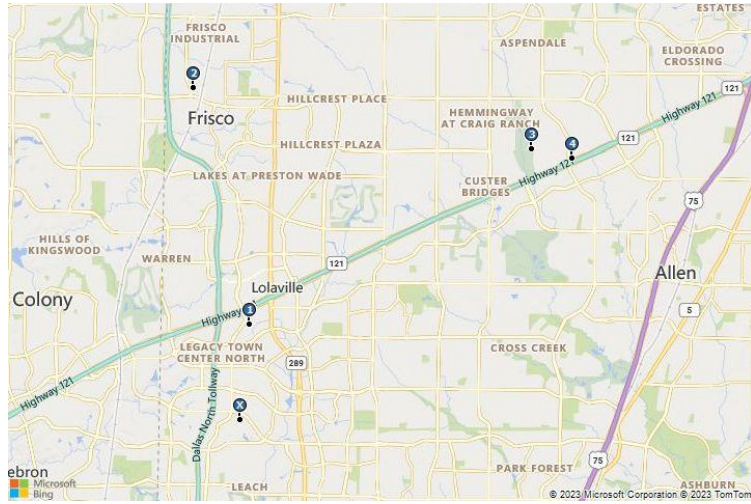 FRISCO
INDUSTRIAL
ESTATES
ASPENDALE
ELDORADO
CROSSING
2
121
Highway 121
HILLCREST PLACE
HEMMINGWAY
AT CRAIG RANCH
Frisco
3
4
121
HILLCREST PLAZA
LAKES AT PRESTON WADE
Highway 121
CUSTER
BRIDGES
75
HILLS OF
KINGSWOOD
WARREN
121
Allen
Colony
Lolaville
1
Highway
5
LEGACY TOWN
CENTER NORTH
CROSS CREEK
289
Highway 121
Dallas North Tollway
X
75
ebron
PARK FOREST
Microsoft
Bing
LEACH
ASHBURN
© 2023 Microsoft Corporation © 2023 TomTom